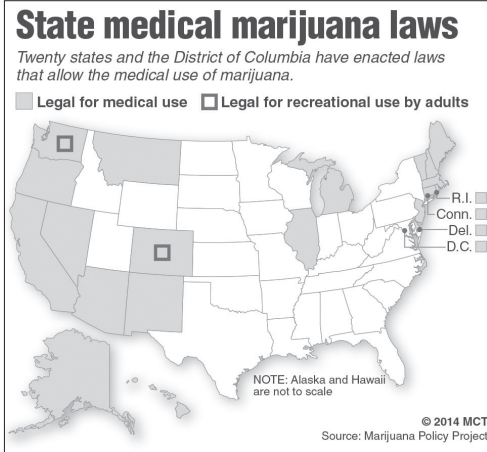 State medical marijuana laws
Twenty states and the District of Columbia have enacted laws
that allow the medical use of marijuana.
Legal for medical use Legal for recreational use by adults
R.I.
Conn.
Del.
D.C.
NOTE: Alaska and Hawaii
are not to scale
© 2014 MCT
Source: Marijuana Policy Project